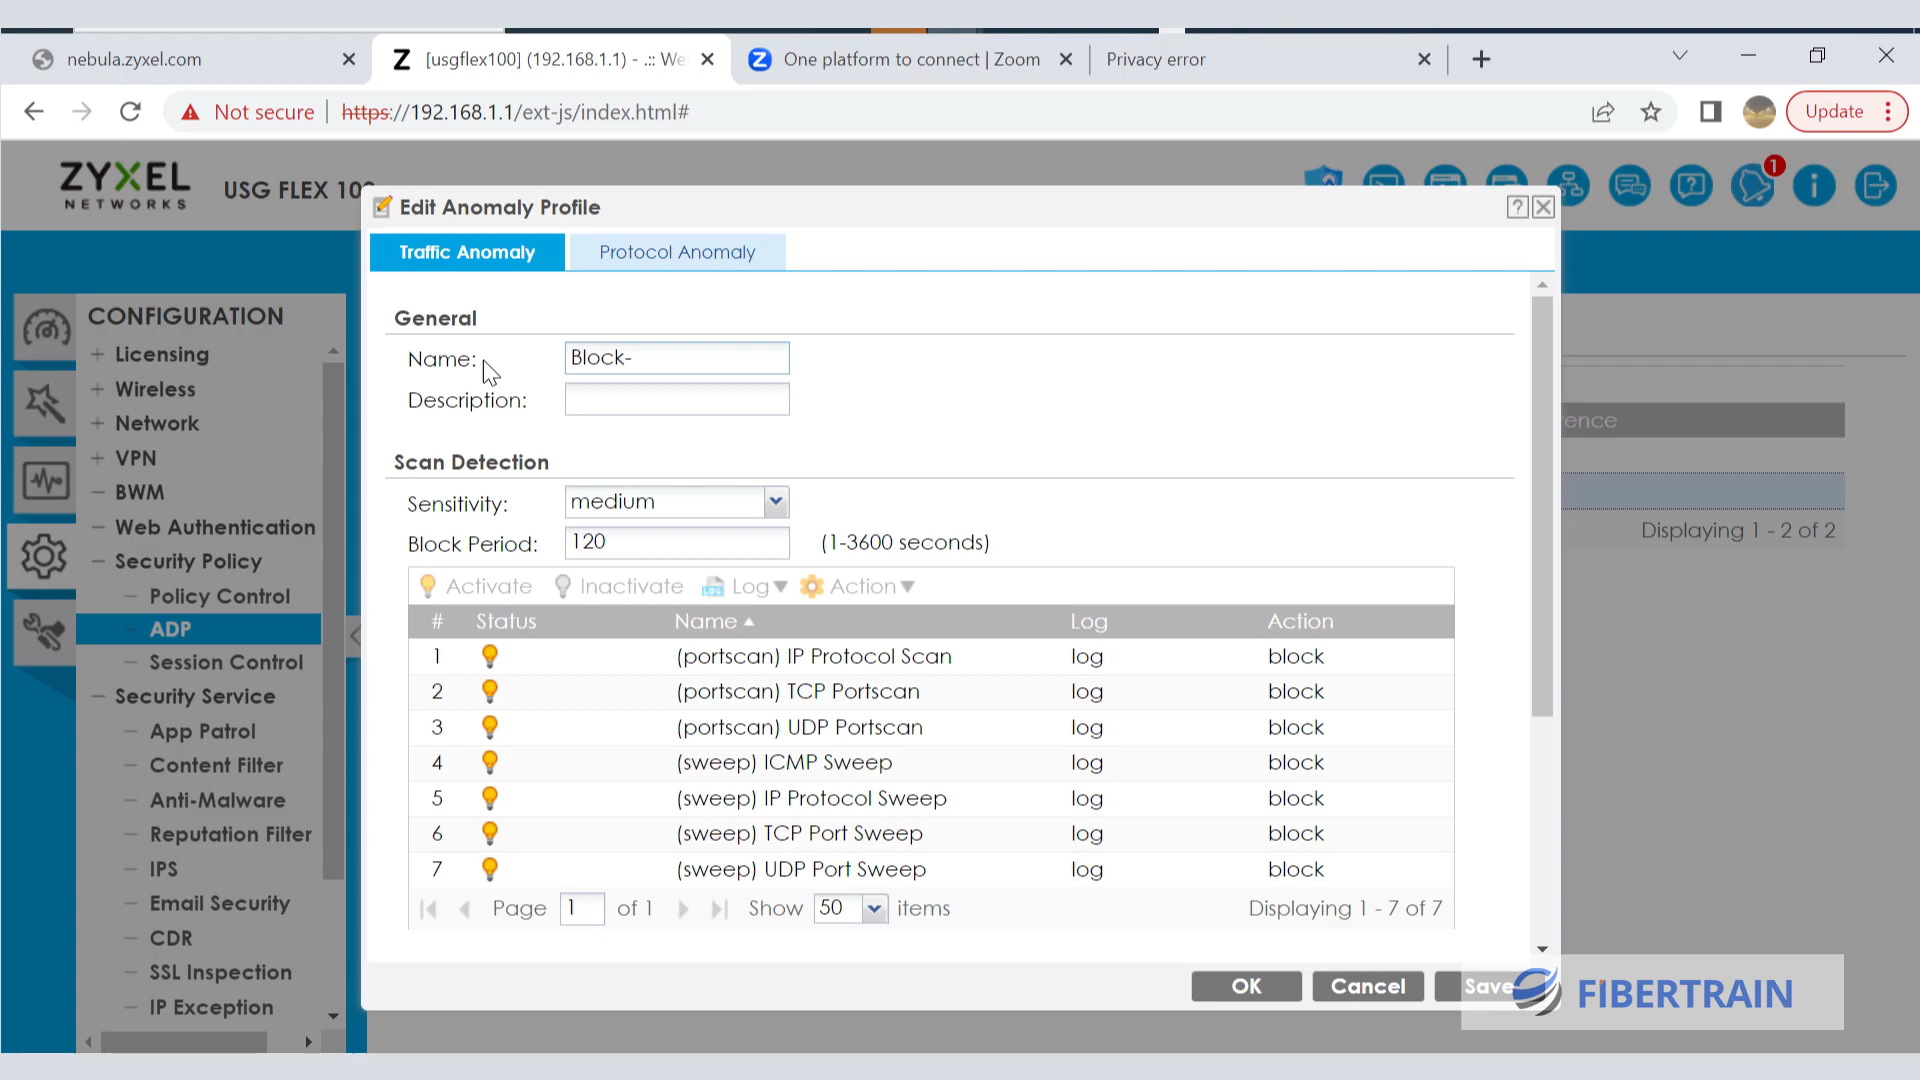 nebula.zyxel.com
[usgflex100] (192.168.1.1) - .:: We
One platform to connect | Zoom
Privacy error
Not secure
https://192.168.1.1/ext-js/index.html#
Update
ZYXEL
NETWORKS
USG FLEX 100
1
Edit Anomaly Profile
Traffic Anomaly
Protocol Anomaly
CONFIGURATION
Licensing
Wireless
Network
VPN
BWM
Web Authentication
Security Policy
Policy Control
ADP
Session Control
Security Service
App Patrol
Content Filter
Anti-Malware
Reputation Filter
IPS
Email Security
CDR
SSL Inspection
IP Exception
General
Name: Block-
Description:
Scan Detection
Sensitivity: medium
Block Period: 120 (1-3600 seconds)
Activate Inactivate Log Action
# Status Name Log Action
1 (portscan) IP Protocol Scan log block
2 (portscan) TCP Portscan log block
3 (portscan) UDP Portscan log block
4 (sweep) ICMP Sweep log block
5 (sweep) IP Protocol Sweep log block
6 (sweep) TCP Port Sweep log block
7 (sweep) UDP Port Sweep log block
Page 1 of 1 Show 50 items Displaying 1 - 7 of 7
OK Cancel Save
ence
Displaying 1 - 2 of 2
FIBERTRAIN